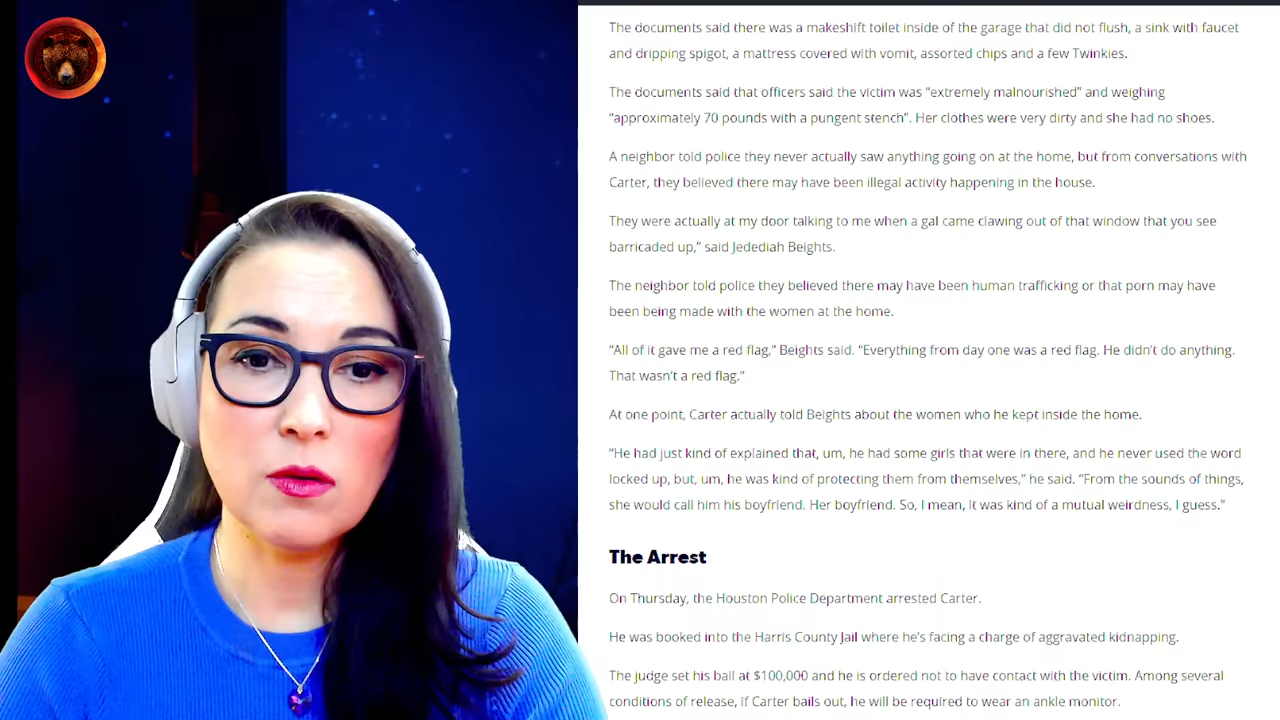 The documents said there was a makeshift toilet inside of the garage that did not flush, a sink with faucet
and dripping spigot, a mattress covered with vomit, assorted chips and a few Twinkies.
The documents said that officers said the victim was “extremely malnourished” and weighing
“approximately 70 pounds with a pungent stench”. Her clothes were very dirty and she had no shoes.
A neighbor told police they never actually saw anything going on at the home, but from conversations with
Carter, they believed there may have been illegal activity happening in the house.
They were actually at my door talking to me when a gal came clawing out of that window that you see
barricaded up,” said Jedediah Beights.
The neighbor told police they believed there may have been human trafficking or that porn may have
been being made with the women at the home.
“All of it gave me a red flag,” Beights said. “Everything from day one was a red flag. He didn’t do anything.
That wasn’t a red flag.”
At one point, Carter actually told Beights about the women who he kept inside the home.
“He had just kind of explained that, um, he had some girls that were in there, and he never used the word
locked up, but, um, he was kind of protecting them from themselves,” he said. “From the sounds of things,
she would call him his boyfriend. Her boyfriend. So, I mean, it was kind of a mutual weirdness, I guess.”
The Arrest
On Thursday, the Houston Police Department arrested Carter.
He was booked into the Harris County Jail where he’s facing a charge of aggravated kidnapping.
The judge set his bail at $100,000 and he is ordered not to have contact with the victim. Among several
conditions of release, if Carter bails out, he will be required to wear an ankle monitor.